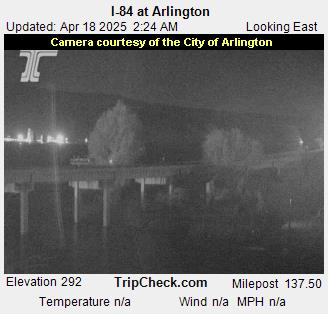 I-84 at Arlington
Updated: Apr 18 2025 2:24 AM Looking East
Camera courtesy of the City of Arlington
Elevation 292 TripCheck.com Milepost 137.50
Temperature n/a Wind n/a MPH n/a